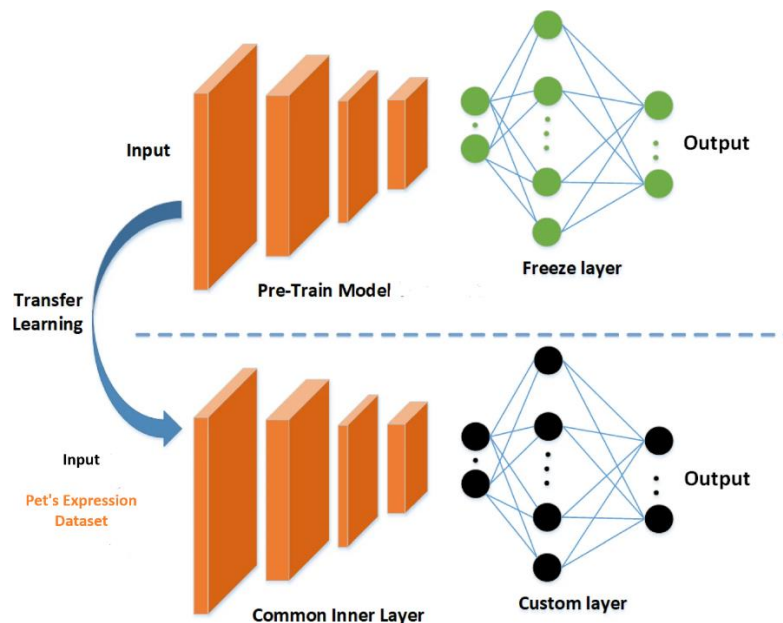 Input
Output
Freeze layer
Pre-Train Model
Transfer
Learning
Input
Pet's Expression
Dataset
Output
Custom layer
Common Inner Layer